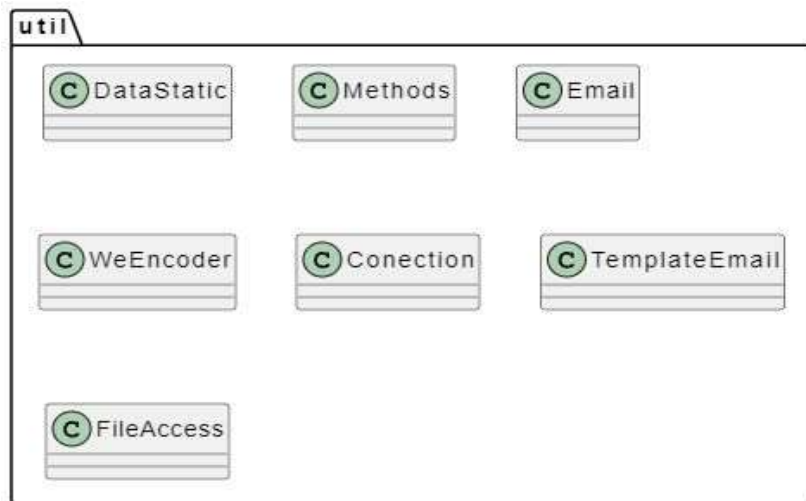 util
C DataStatic C Methods C Email
C WeEncoder C Conection C TemplateEmail
C FileAccess